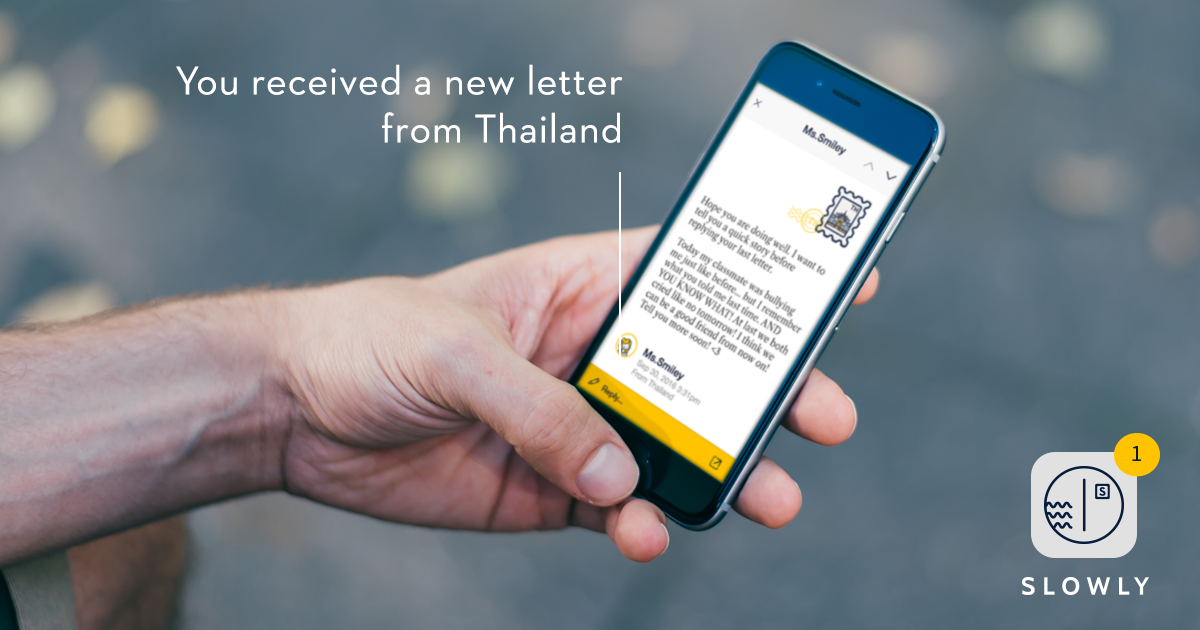 You received a new letter
from Thailand
Ms.Smiley
TH
Hope you are doing well. I want to
tell you a quick story before
replying your last letter.
Today my classmate was bullying
me just like before... but I remember
what you told me last time. AND
YOU KNOW WHAT! At last we both
cried like no tomorrow! I think we
can be a good friend from now on!
Tell you more soon! <3
Ms.Smiley
Sep 30, 2018 2:31pm
From Thailand
Reply...
1
S
SLOWLY